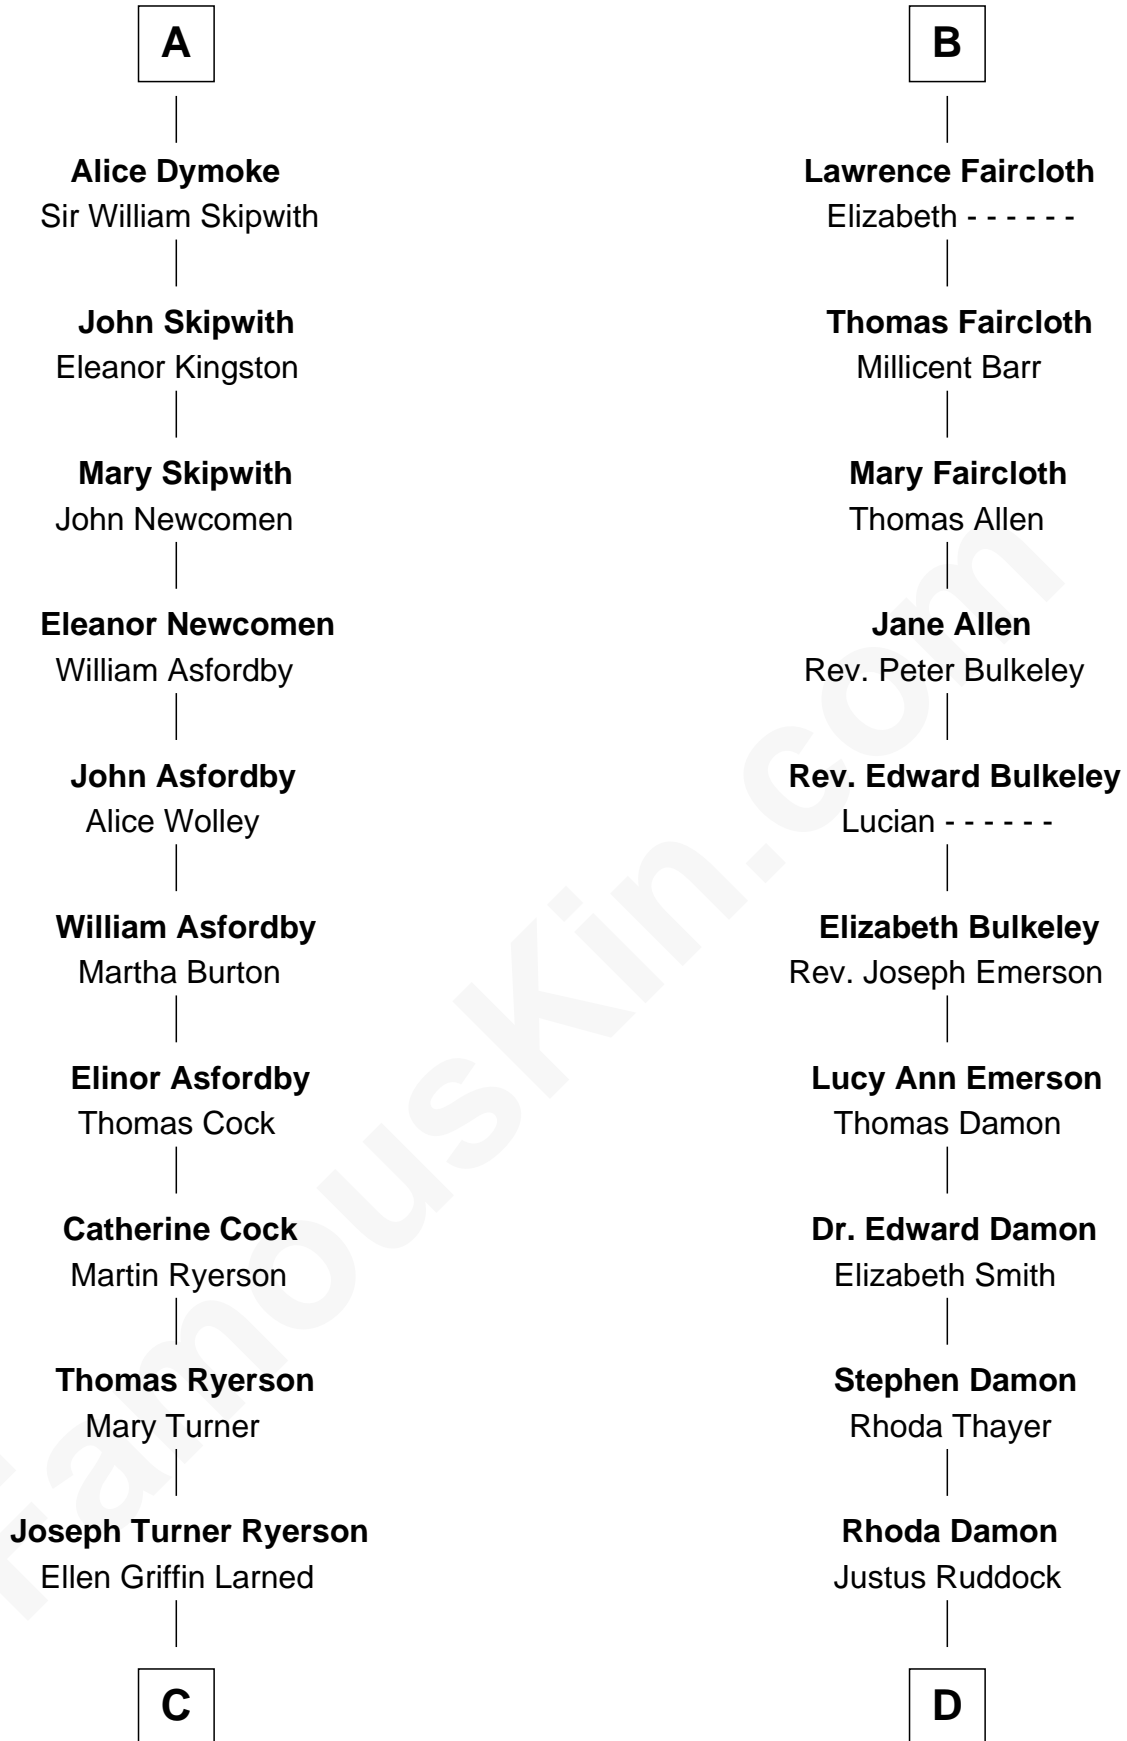 A
Alice Dymoke
Sir William Skipwith
John Skipwith
Eleanor Kingston
Mary Skipwith
John Newcomen
Eleanor Newcomen
William Asfordby
John Asfordby
Alice Wolley
William Asfordby
Martha Burton
Elinor Asfordby
Thomas Cock
Catherine Cock
Martin Ryerson
Thomas Ryerson
Mary Turner
Joseph Turner Ryerson
Ellen Griffin Larned
C
B
Lawrence Faircloth
Elizabeth - - - - - -
Thomas Faircloth
Millicent Barr
Mary Faircloth
Thomas Allen
Jane Allen
Rev. Peter Bulkeley
Rev. Edward Bulkeley
Lucian - - - - - -
Elizabeth Bulkeley
Rev. Joseph Emerson
Lucy Ann Emerson
Thomas Damon
Dr. Edward Damon
Elizabeth Smith
Stephen Damon
Rhoda Thayer
Rhoda Damon
Justus Ruddock
D
FamousKin.com